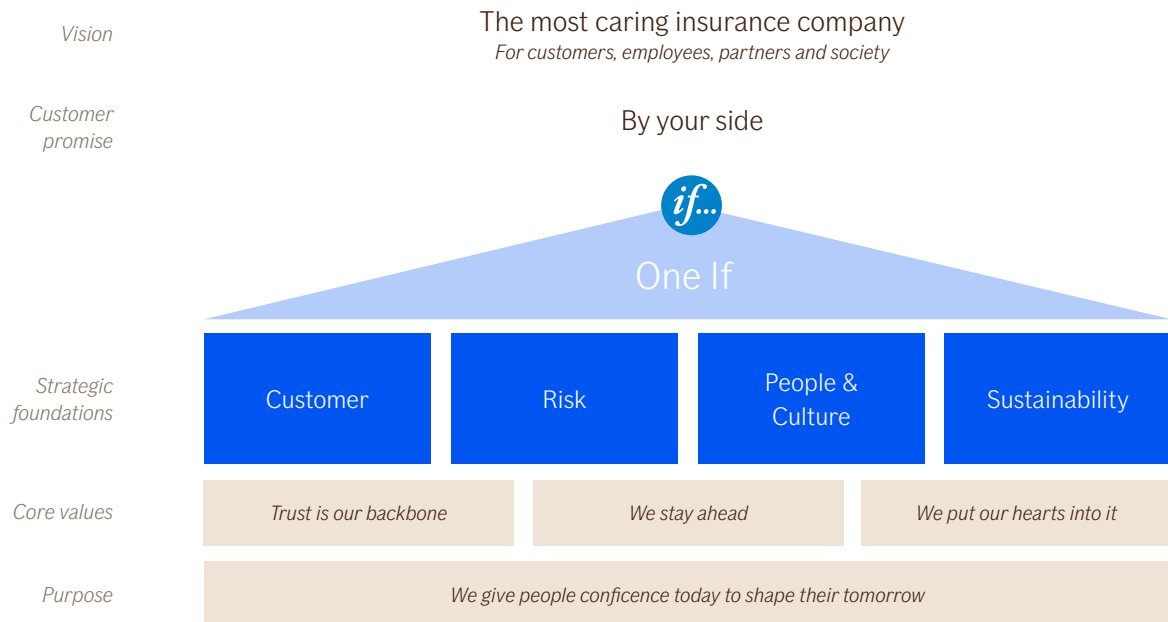 Vision
The most caring insurance company
For customers, employees, partners and society
Customer
promise
By your side
if...
One If
Strategic
foundations
Customer
Risk
People &
Culture
Sustainability
Core values
Trust is our backbone
We stay ahead
We put our hearts into it
Purpose
We give people conficence today to shape their tomorrow